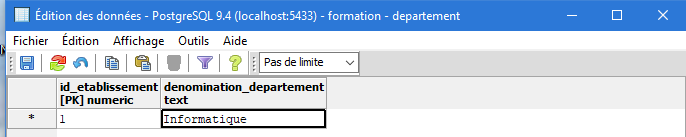 Édition des données - PostgreSQL 9.4 (localhost:5433) - formation - departement
Fichier Édition Affichage Outils Aide
Pas de limite
id_etablissement denomination_departement
[PK] numeric text
* 1 Informatique